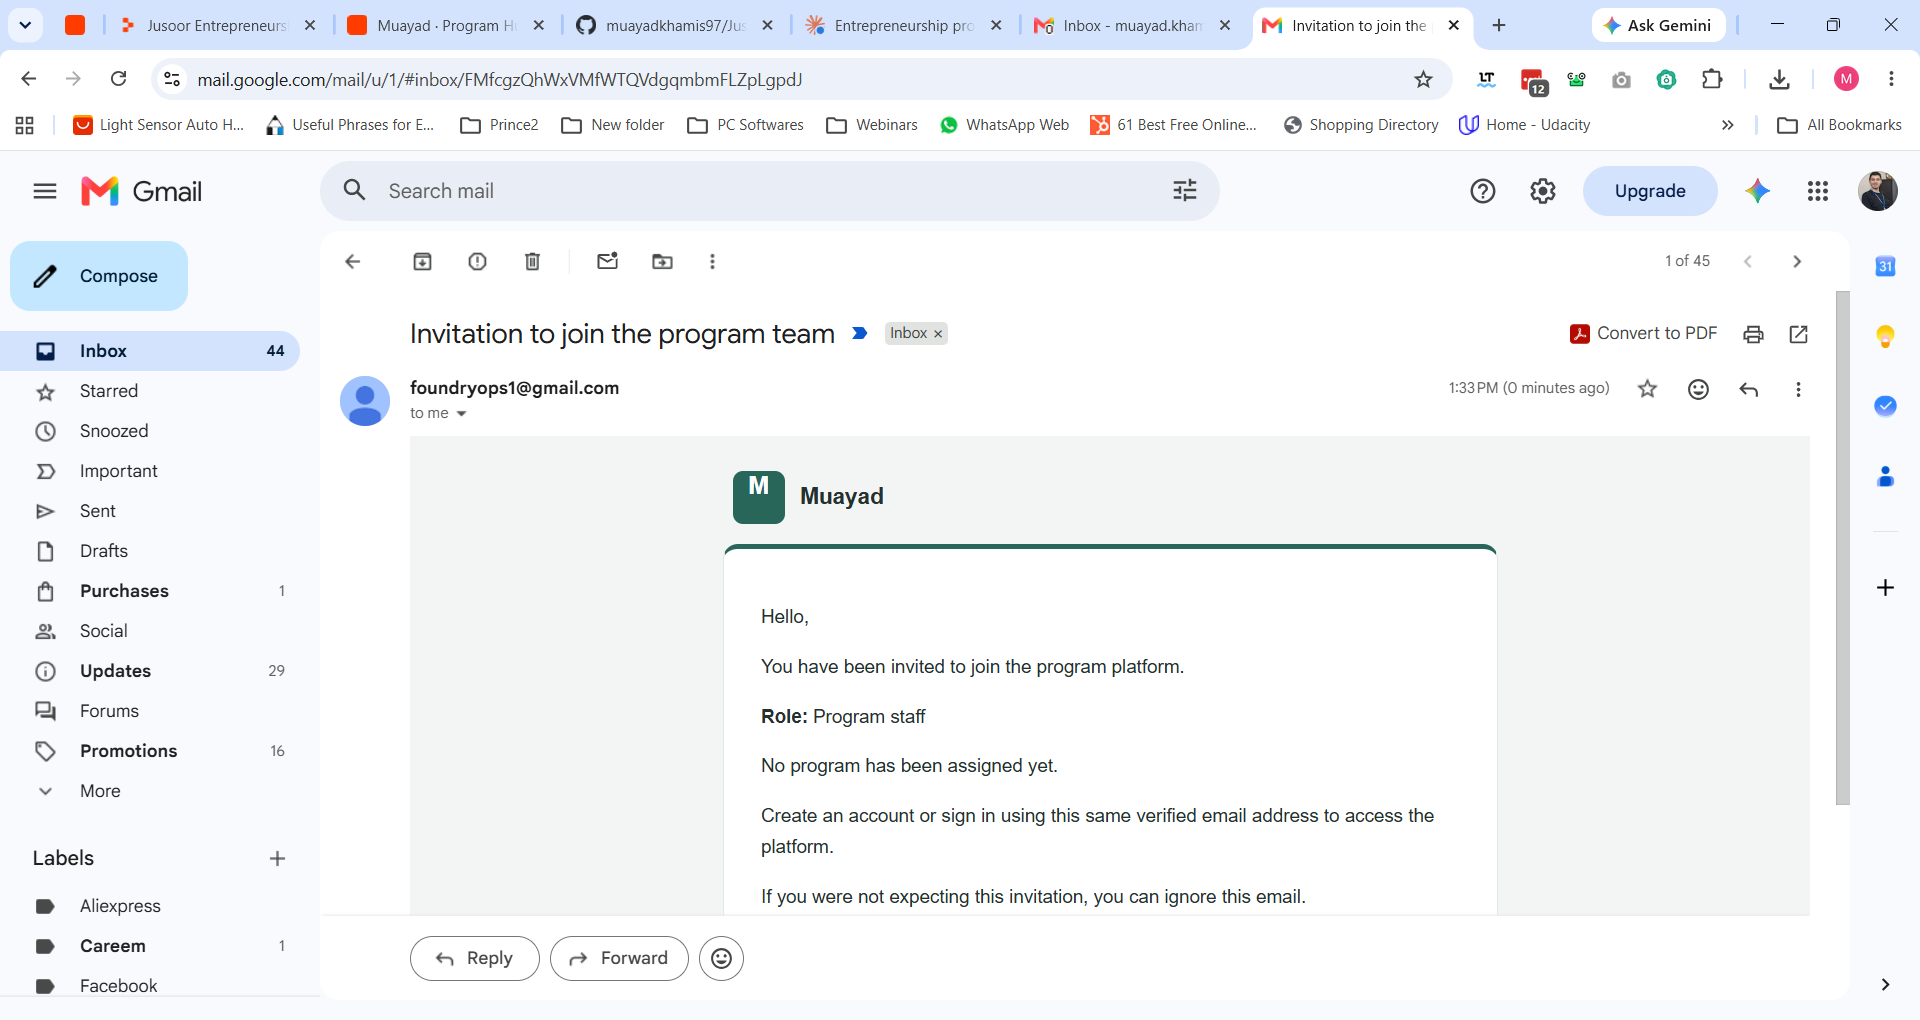 Jusoor Entrepreneurs
Muayad · Program H
muayadkhamis97/Jus
Entrepreneurship pro
Inbox - muayad.kham
Invitation to join the
Ask Gemini
mail.google.com/mail/u/1/#inbox/FMfcgzQhWxVMfWTQVdgqmbmFLZpLgpdJ
LT
12
M
Light Sensor Auto H...
Useful Phrases for E...
Prince2
New folder
PC Softwares
Webinars
WhatsApp Web
61 Best Free Online...
Shopping Directory
Home - Udacity
All Bookmarks
Gmail
Search mail
Upgrade
Compose
1 of 45
31
Invitation to join the program team
Inbox ×
Convert to PDF
Inbox 44
Starred
Snoozed
Important
Sent
Drafts
Purchases 1
Social
Updates 29
Forums
Promotions 16
More
Labels
Aliexpress
Careem 1
Facebook
foundryops1@gmail.com
1:33 PM (0 minutes ago)
to me
M
Muayad
Hello,
You have been invited to join the program platform.
Role: Program staff
No program has been assigned yet.
Create an account or sign in using this same verified email address to access the
platform.
If you were not expecting this invitation, you can ignore this email.
Reply
Forward